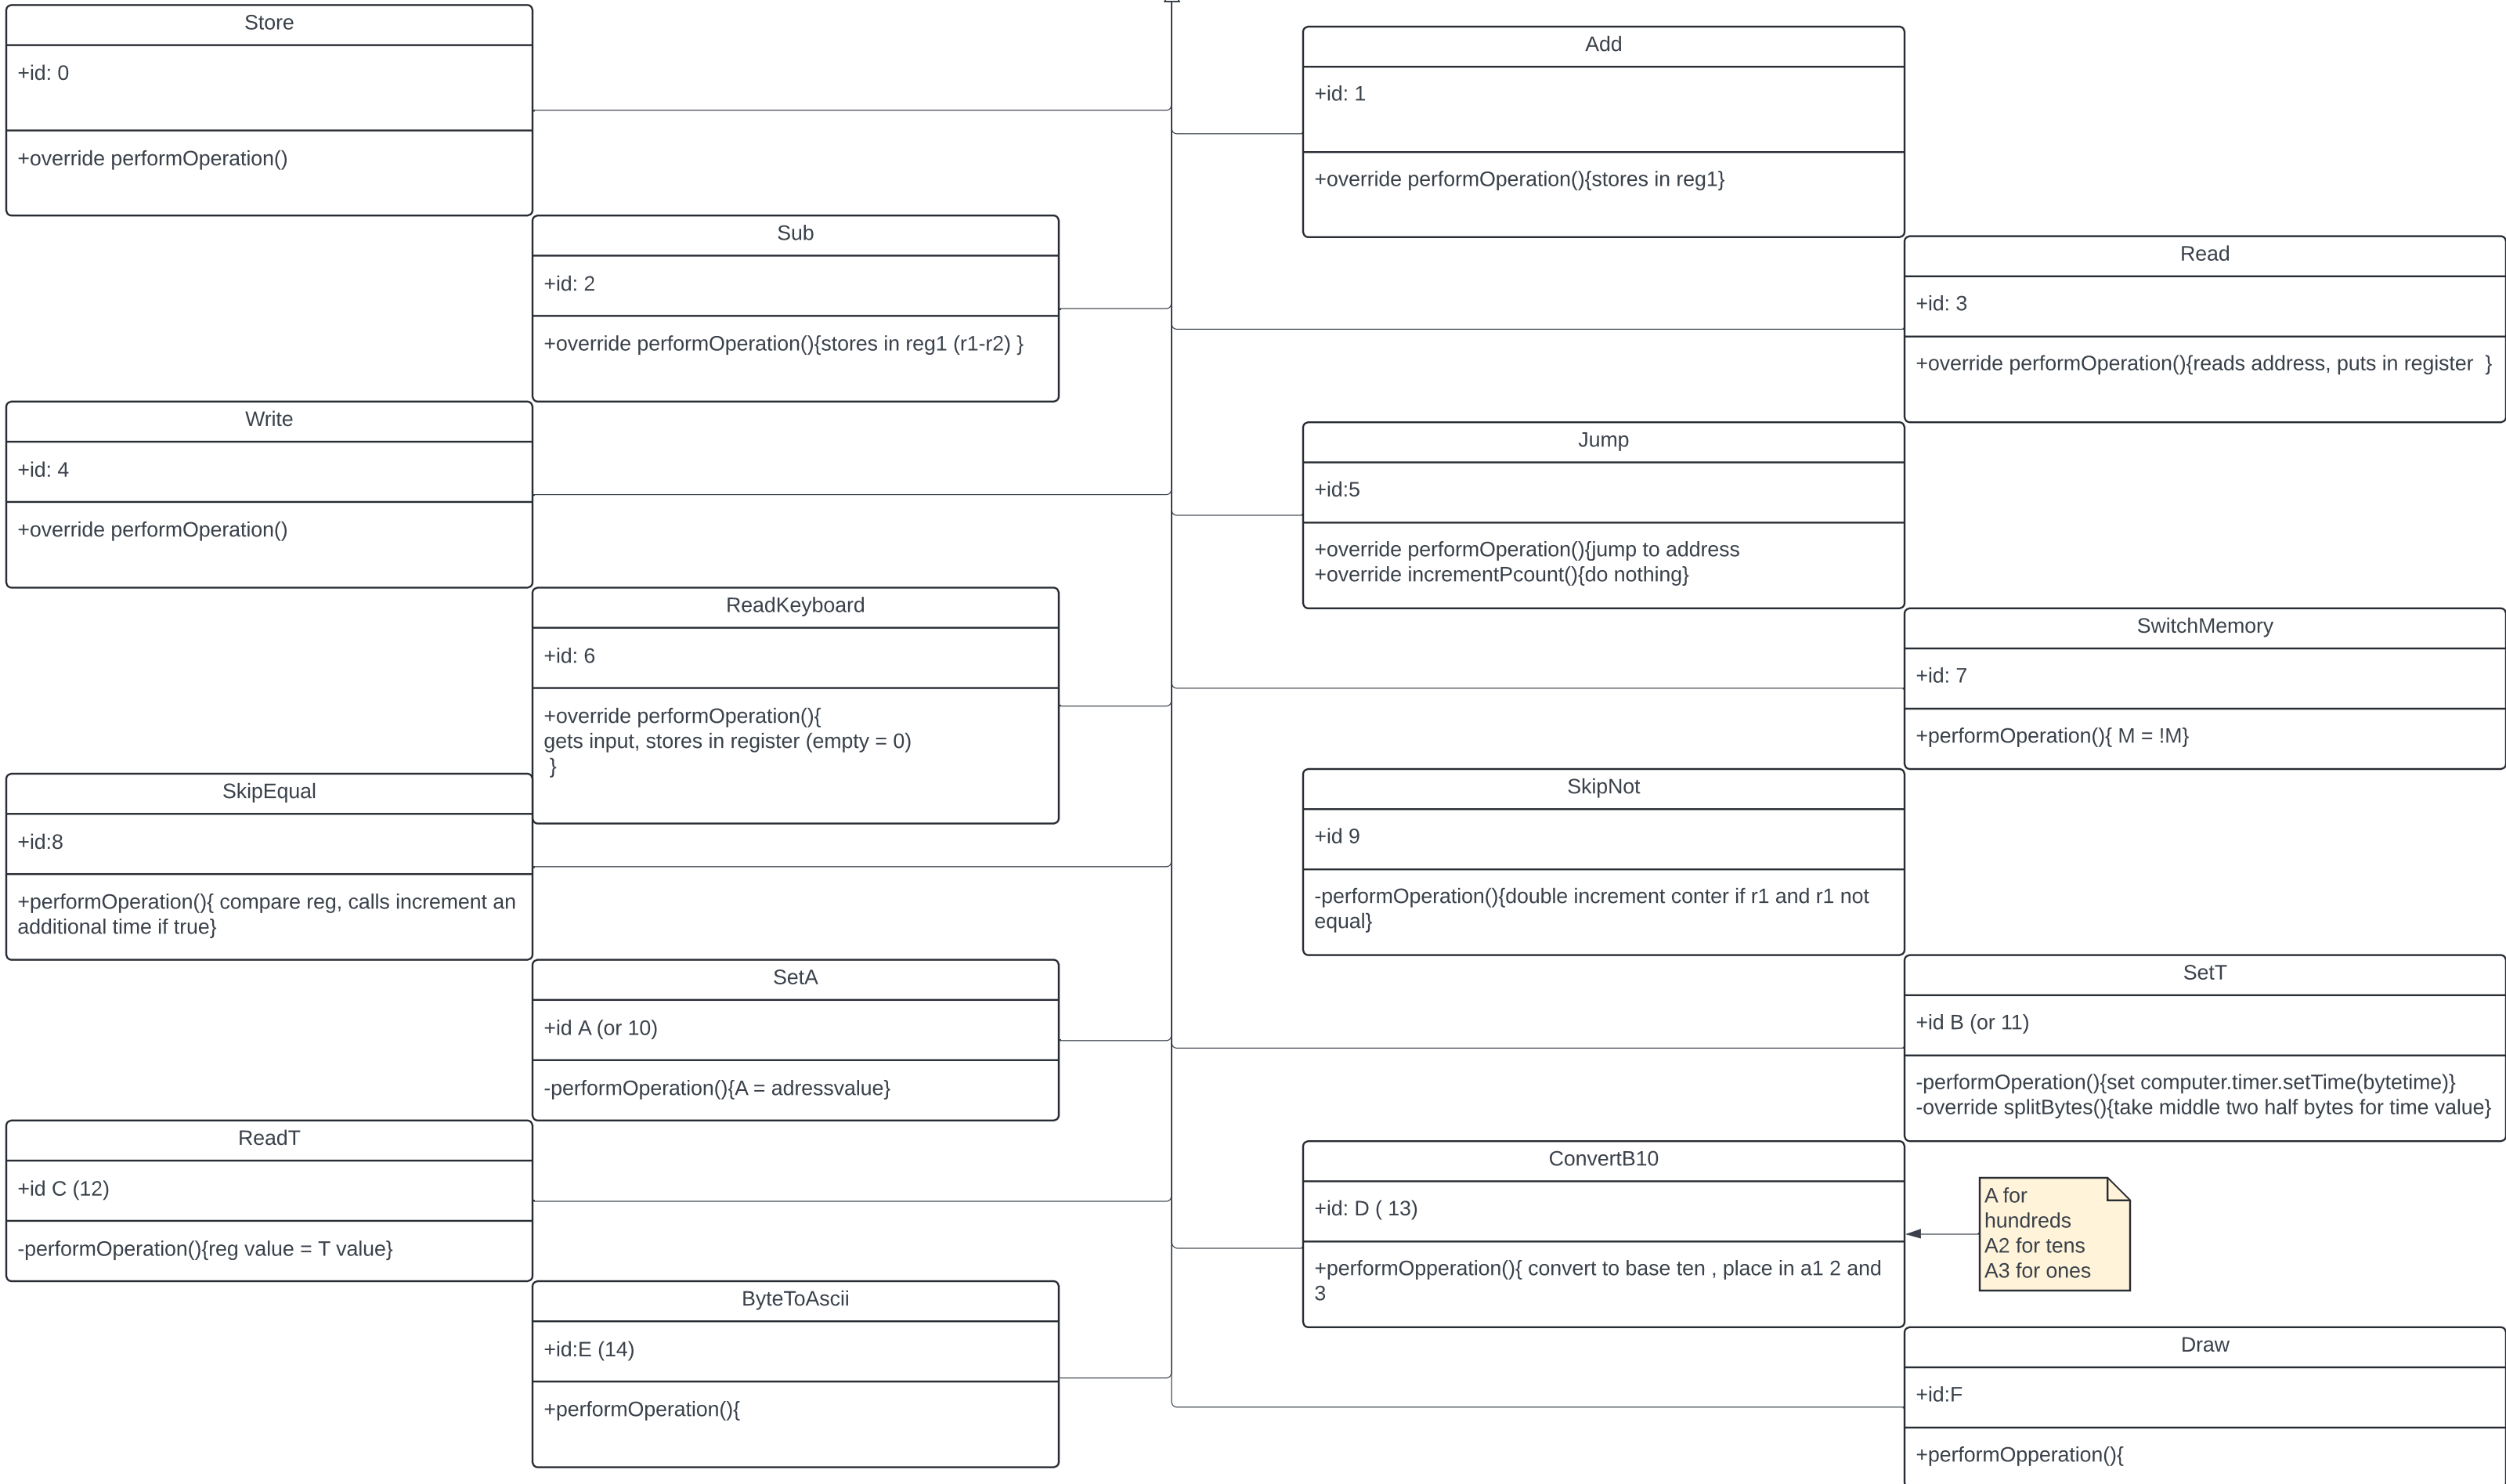 Store
+id: 0
+override performOperation()
Add
+id: 1
+override performOperation(){stores in reg1}
Sub
+id: 2
+override performOperation(){stores in reg1 (r1-r2) }
Read
+id: 3
+override performOperation(){reads address, puts in register  }
Write
+id: 4
+override performOperation()
Jump
+id:5
+override performOperation(){jump to address
+override incrementPcount(){do nothing}
ReadKeyboard
+id: 6
+override performOperation(){
gets input, stores in register (empty = 0)
}
SwitchMemory
+id: 7
+performOperation(){ M = !M}
SkipEqual
+id:8
+performOperation(){ compare reg, calls increment an
additional time if true}
SkipNot
+id 9
-performOperation(){double increment conter if r1 and r1 not
equal}
SetA
+id A (or 10)
-performOperation(){A = adressvalue}
SetT
+id B (or 11)
-performOperation(){set computer.timer.setTime(bytetime)}
-override splitBytes(){take middle two half bytes for time value}
ReadT
+id C (12)
-performOperation(){reg value = T value}
ConvertB10
+id: D ( 13)
+performOpperation(){ convert to base ten , place in a1 2 and
3
A for
hundreds
A2 for tens
A3 for ones
ByteToAscii
+id:E (14)
+performOperation(){
Draw
+id:F
+performOpperation(){